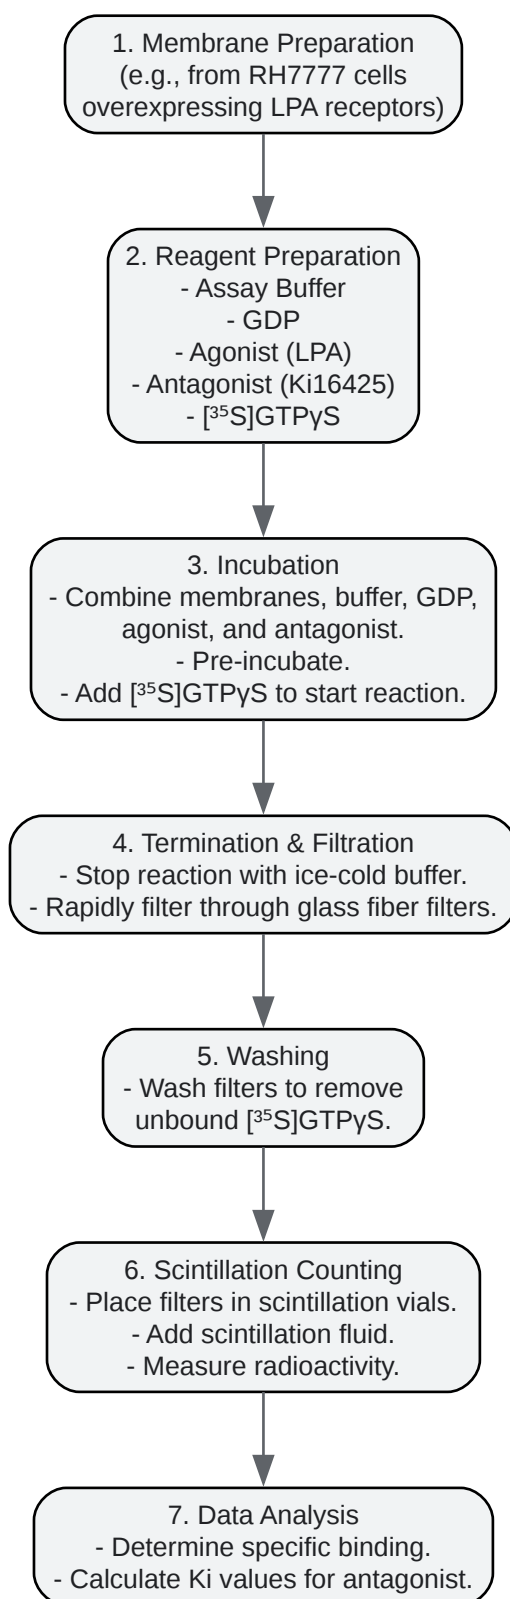 1. Membrane Preparation
(e.g., from RH7777 cells
overexpressing LPA receptors)
2. Reagent Preparation
- Assay Buffer
- GDP
- Agonist (LPA)
- Antagonist (Ki16425)
- [³⁵S]GTPγS
3. Incubation
- Combine membranes, buffer, GDP,
agonist, and antagonist.
- Pre-incubate.
- Add [³⁵S]GTPγS to start reaction.
4. Termination & Filtration
- Stop reaction with ice-cold buffer.
- Rapidly filter through glass fiber filters.
5. Washing
- Wash filters to remove
unbound [³⁵S]GTPγS.
6. Scintillation Counting
- Place filters in scintillation vials.
- Add scintillation fluid.
- Measure radioactivity.
7. Data Analysis
- Determine specific binding.
- Calculate Ki values for antagonist.